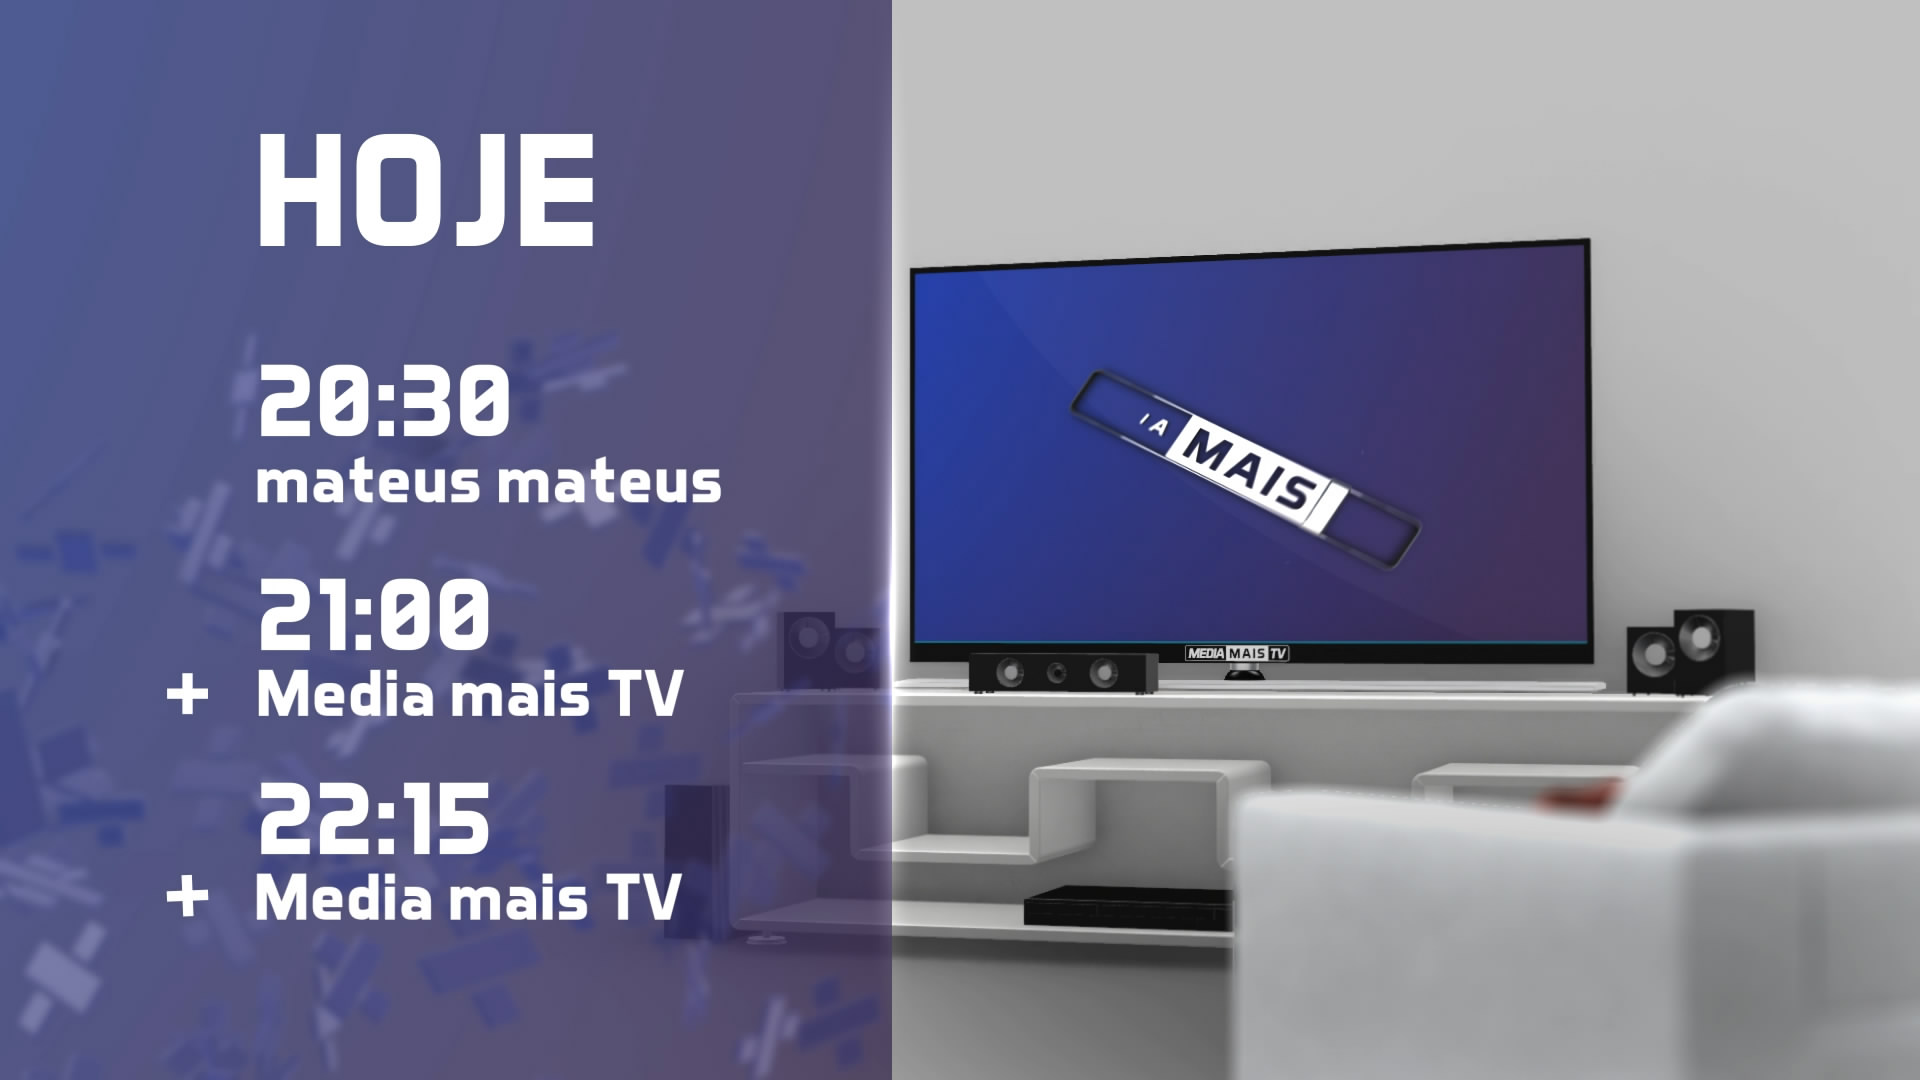 HOJE
20:30
mateus mateus
21:00
+ Media mais TV
22:15
+ Media mais TV
IA MAIS
MEDIA MAIS TV